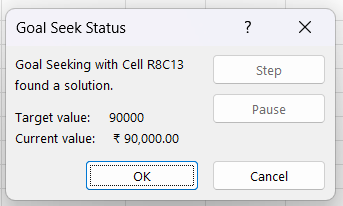 Goal Seek Status
?
Goal Seeking with Cell R8C13
found a solution.
Step
Pause
Target value: 90000
Current value: ₹ 90,000.00
OK
Cancel